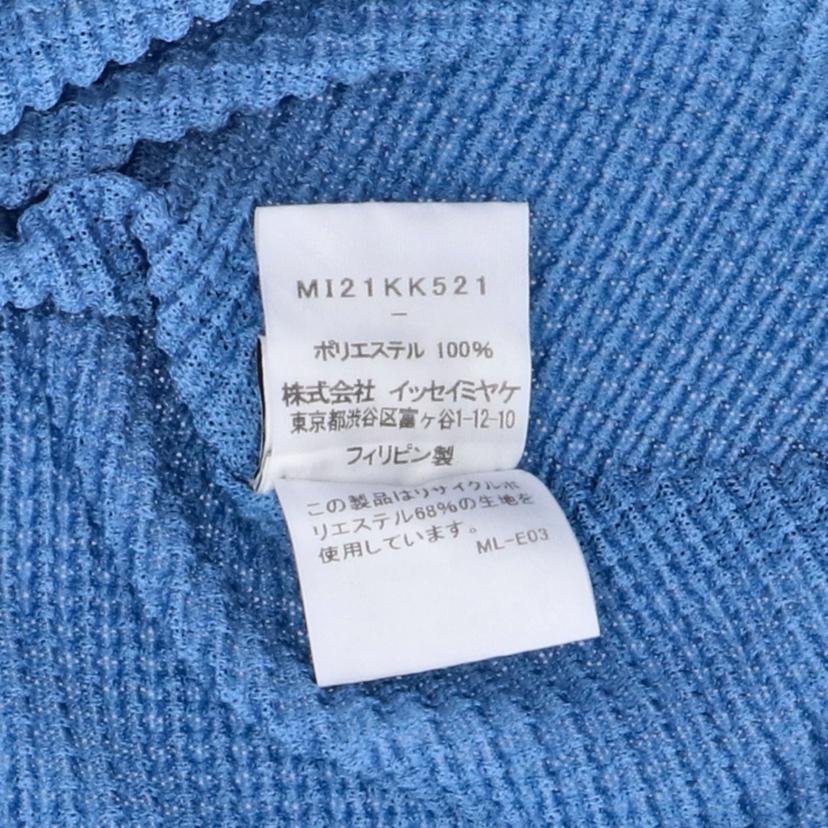 MI21KK521
–
ポリエステル 100%
株式会社 イッセイミヤケ
東京都渋谷区富ヶ谷1-12-10
フィリピン製
この製品はリサイクルポ
リエステル68%の生地を
使用しています。
ML-E03